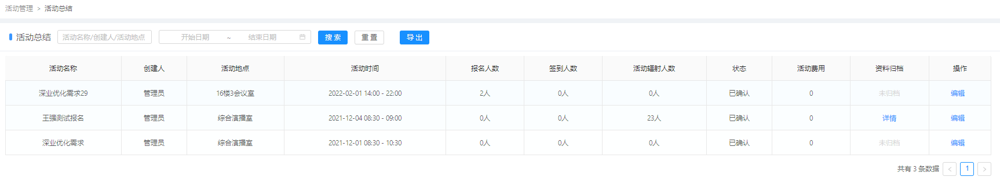 活动管理 > 活动总结
活动总结 活动名称/创建人/活动地点 开始日期 ~ 结束日期 搜 索 重 置 导 出
活动名称 创建人 活动地点 活动时间 报名人数 签到人数 活动辐射人数 状态 活动费用 资料归档 操作
深业优化需求29 管理员 16楼3会议室 2022-02-01 14:00 - 22:00 2人 0人 0人 已确认 0 未归档 编辑
王强测试报名 管理员 综合演播室 2021-12-04 08:30 - 09:00 0人 0人 23人 已确认 0 详情 编辑
深业优化需求 管理员 综合演播室 2021-12-01 08:30 - 10:30 0人 0人 0人 已确认 0 未归档 编辑
共有 3 条数据 < 1 >